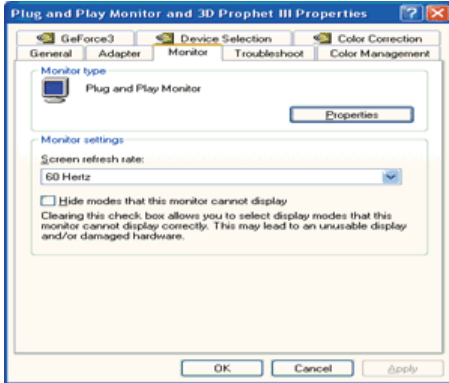 Plug and Play Monitor and 3D Prophet III Properties
GeForce3 Device Selection Color Correction
General Adapter Monitor Troubleshoot Color Management
Monitor type
Plug and Play Monitor
Properties
Monitor settings
Screen refresh rate:
60 Hertz
Hide modes that this monitor cannot display
Clearing this check box allows you to select display modes that this
monitor cannot display correctly. This may lead to an unusable display
and/or damaged hardware.
OK Cancel Apply